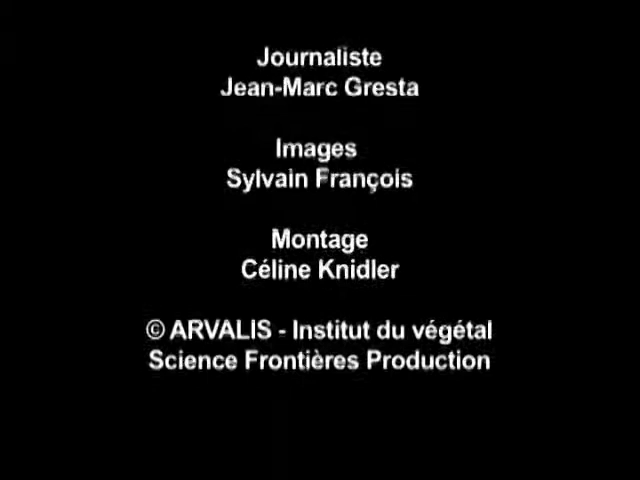 Journaliste
Jean-Marc Gresta
Images
Sylvain François
Montage
Céline Knidler
© ARVALIS - Institut du végétal
Science Frontières Production